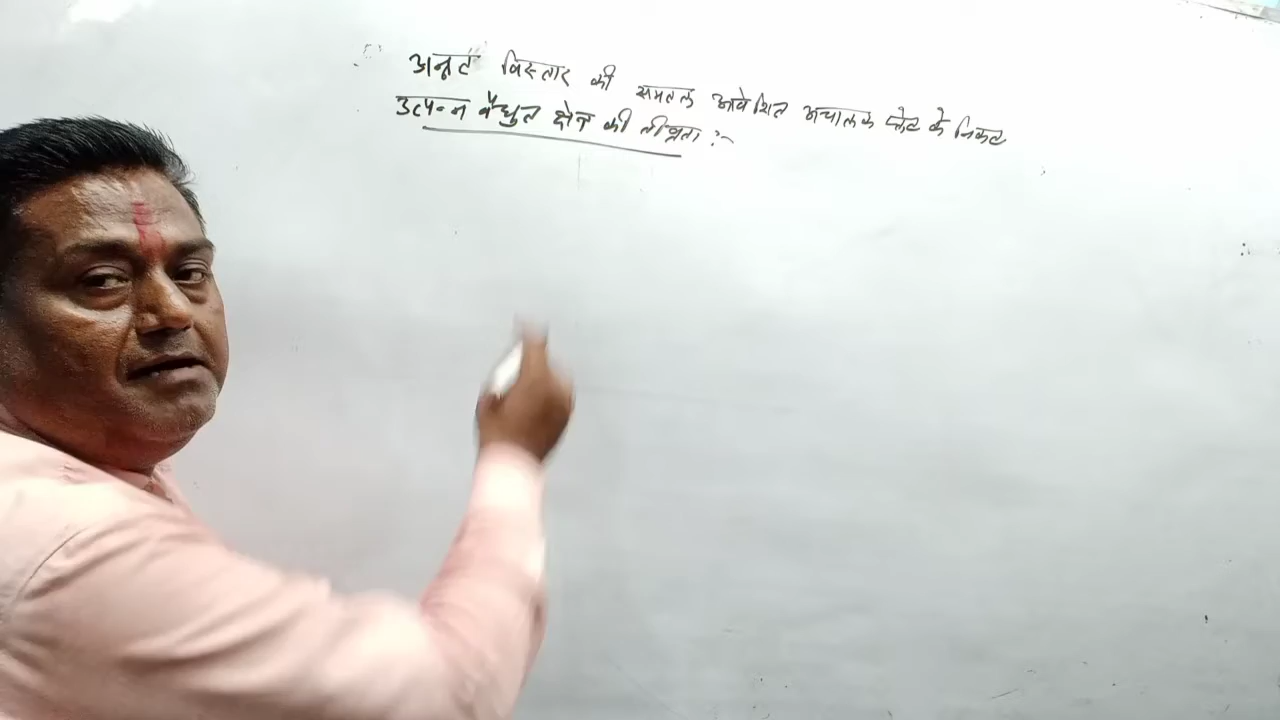 अनन्त विस्तार की समतल आवेशित अचालक प्लेट के निकट
उत्पन्न वैधुत क्षेत्र की तीव्रता :-